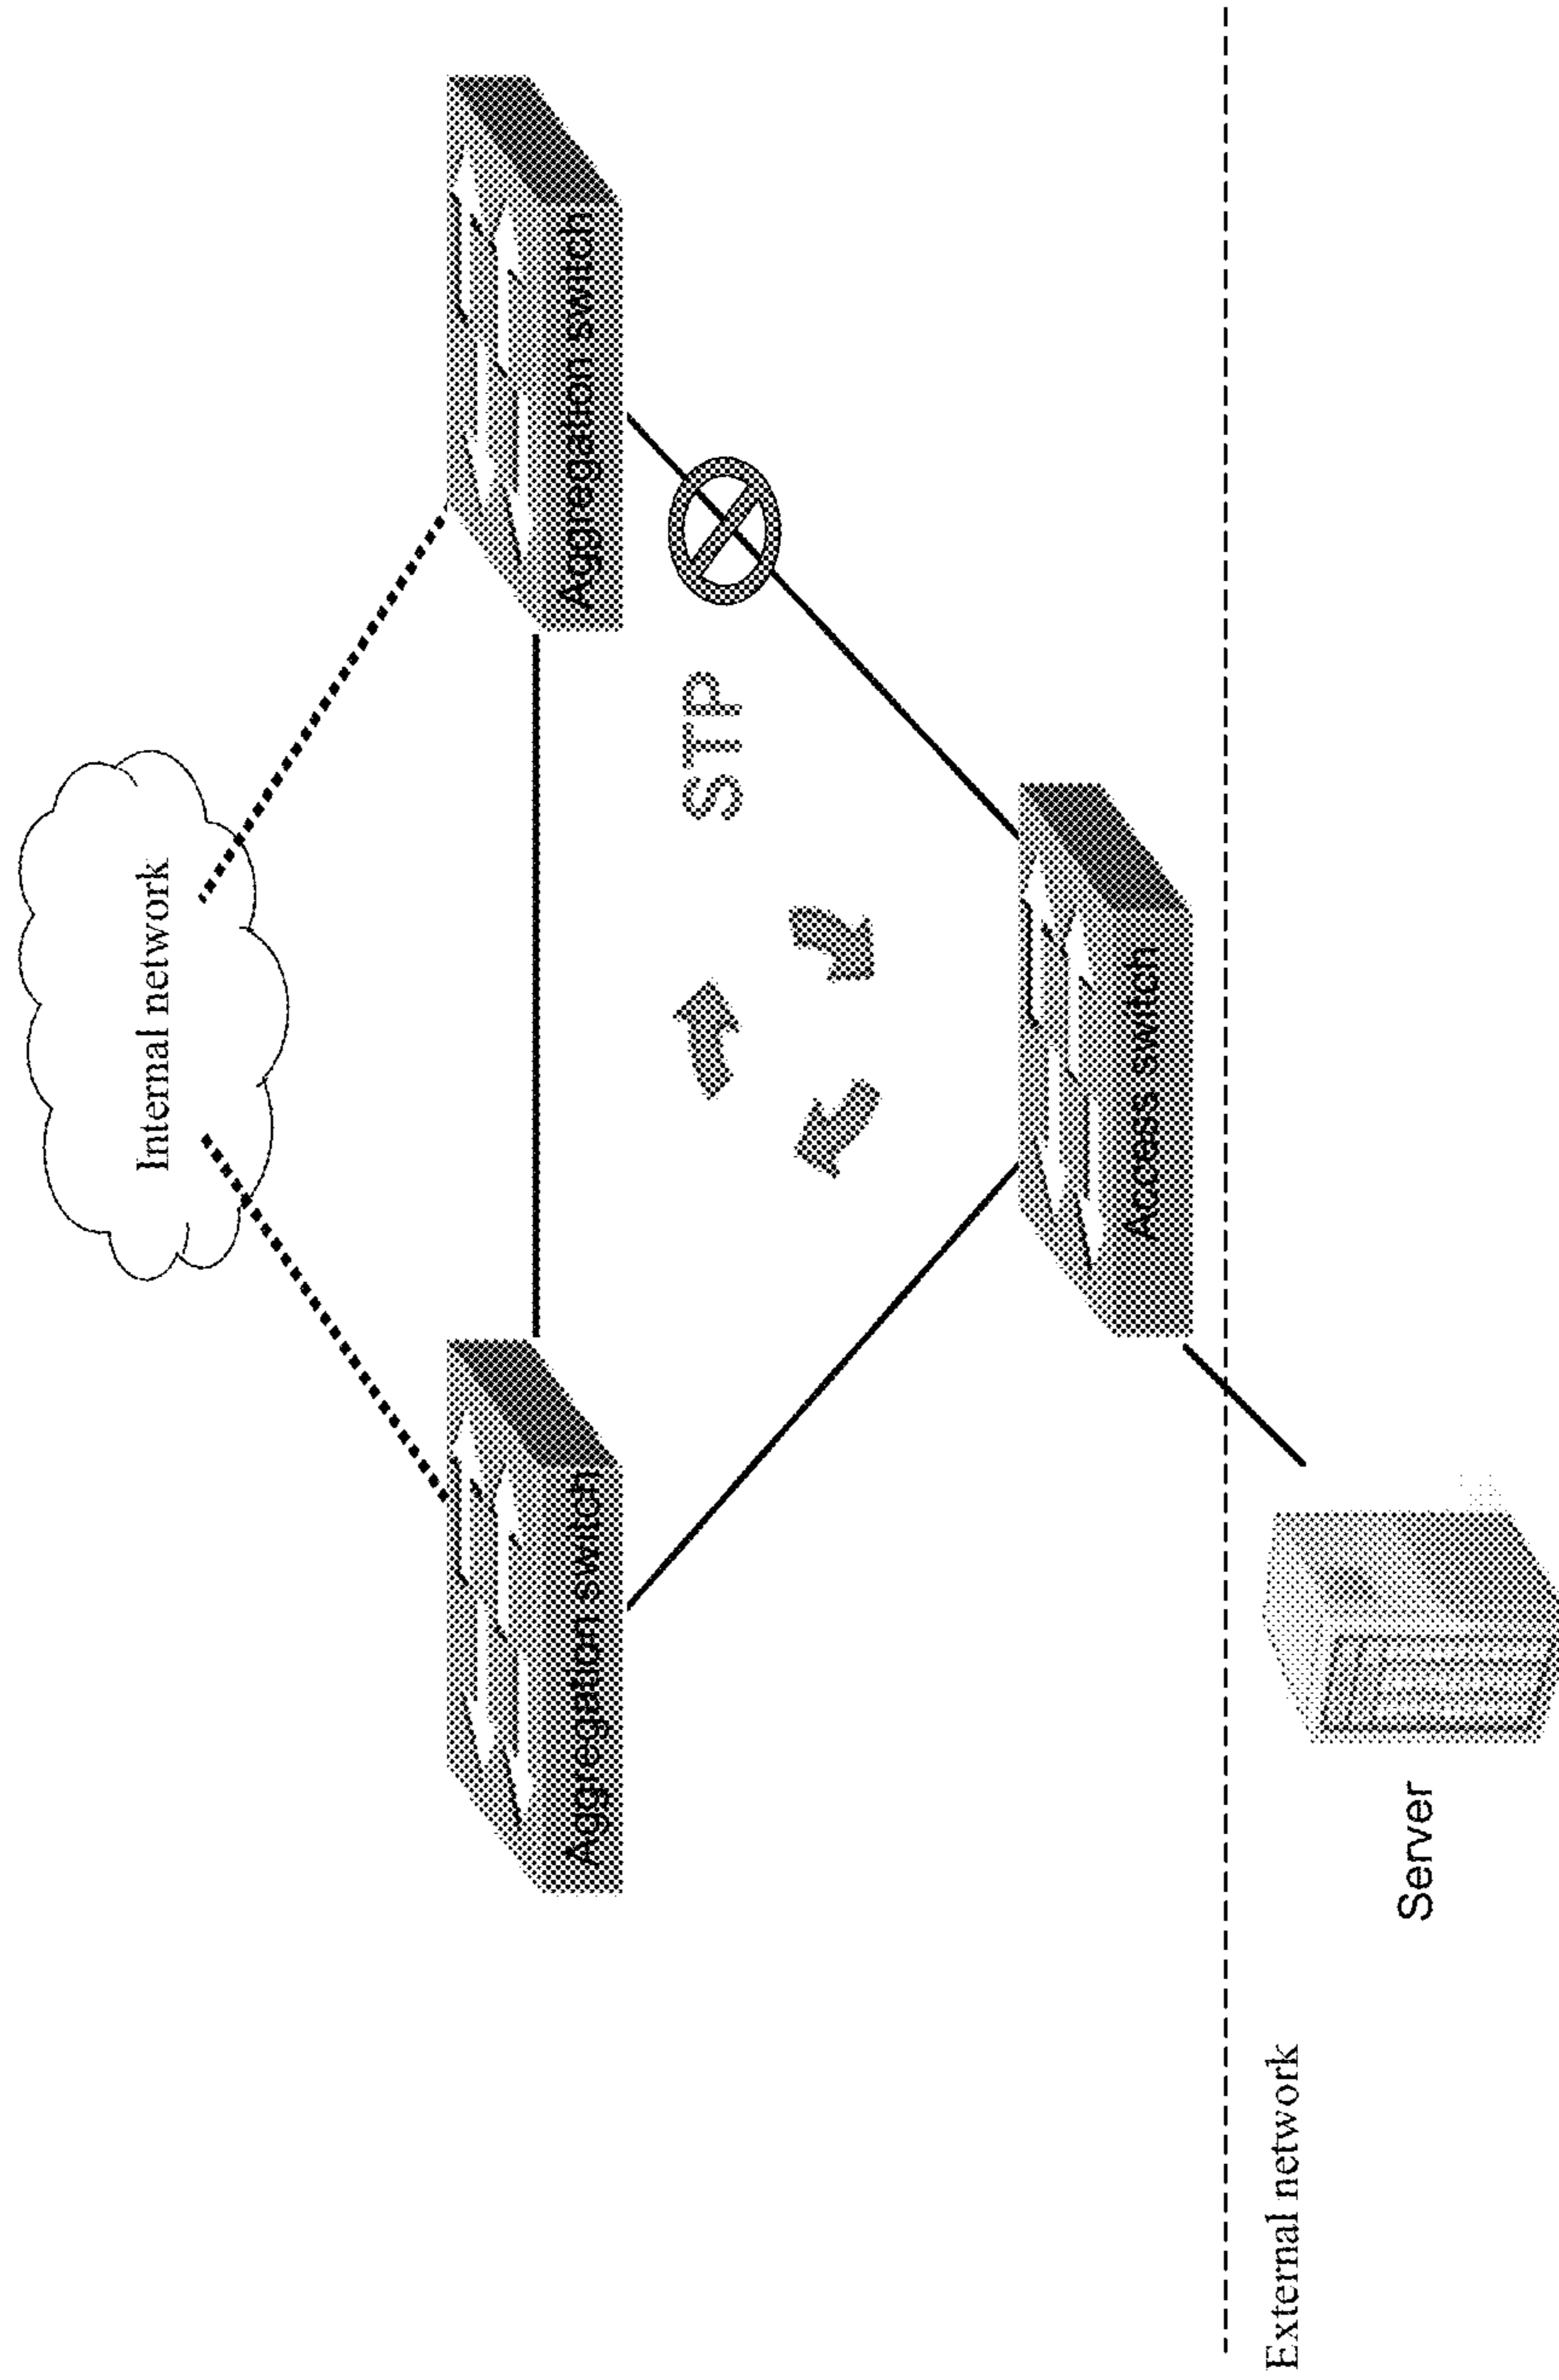 Internal network
Aggregation switch
Aggregation switch
STP
Access switch
External network
Server